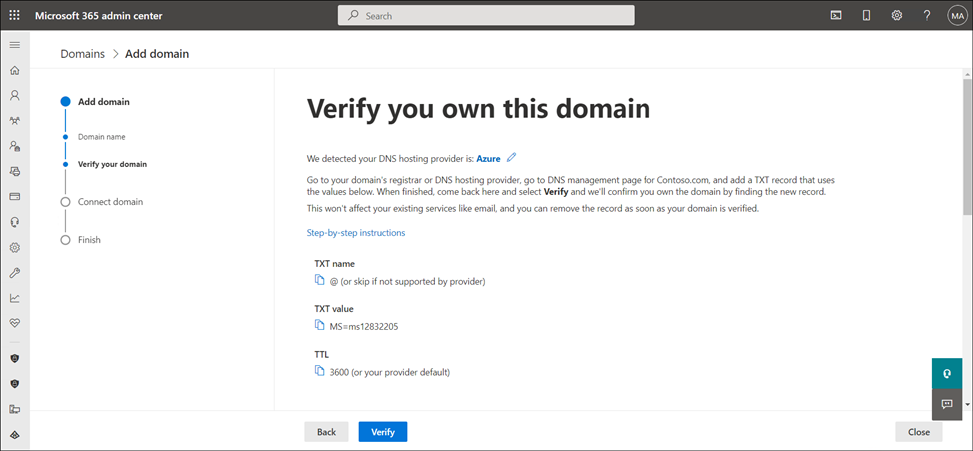 Microsoft 365 admin center
Search
MA
Domains > Add domain
Add domain
Domain name
Verify your domain
Connect domain
Finish
Verify you own this domain
We detected your DNS hosting provider is: Azure
Go to your domain's registrar or DNS hosting provider, go to DNS management page for Contoso.com, and add a TXT record that uses
the values below. When finished, come back here and select Verify and we'll confirm you own the domain by finding the new record.
This won't affect your existing services like email, and you can remove the record as soon as your domain is verified.
Step-by-step instructions
TXT name
@ (or skip if not supported by provider)
TXT value
MS=ms12832205
TTL
3600 (or your provider default)
Back
Verify
Close